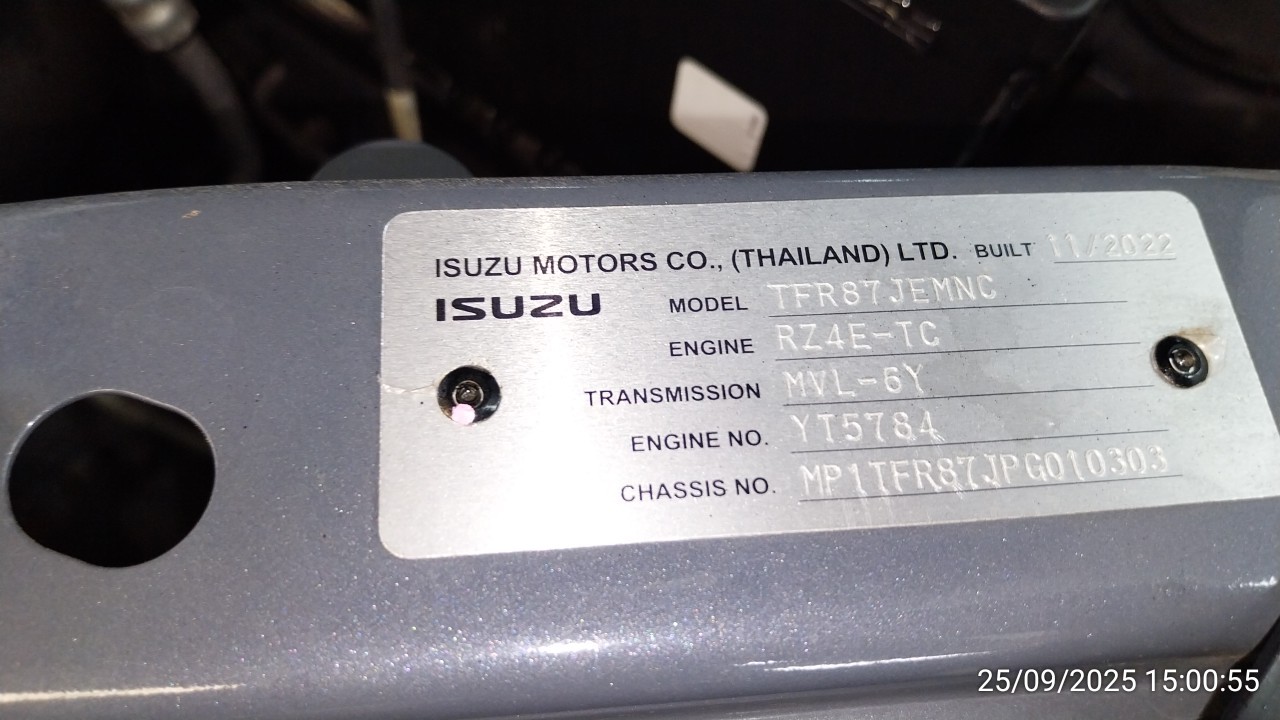 ISUZU MOTORS CO., (THAILAND) LTD. BUILT 11/2022
ISUZU MODEL TFR87JEMNC
ENGINE RZ4E-TC
TRANSMISSION MVL-6Y
ENGINE NO. YT5784
CHASSIS NO. MP1TFR87JPG010303
25/09/2025 15:00:55